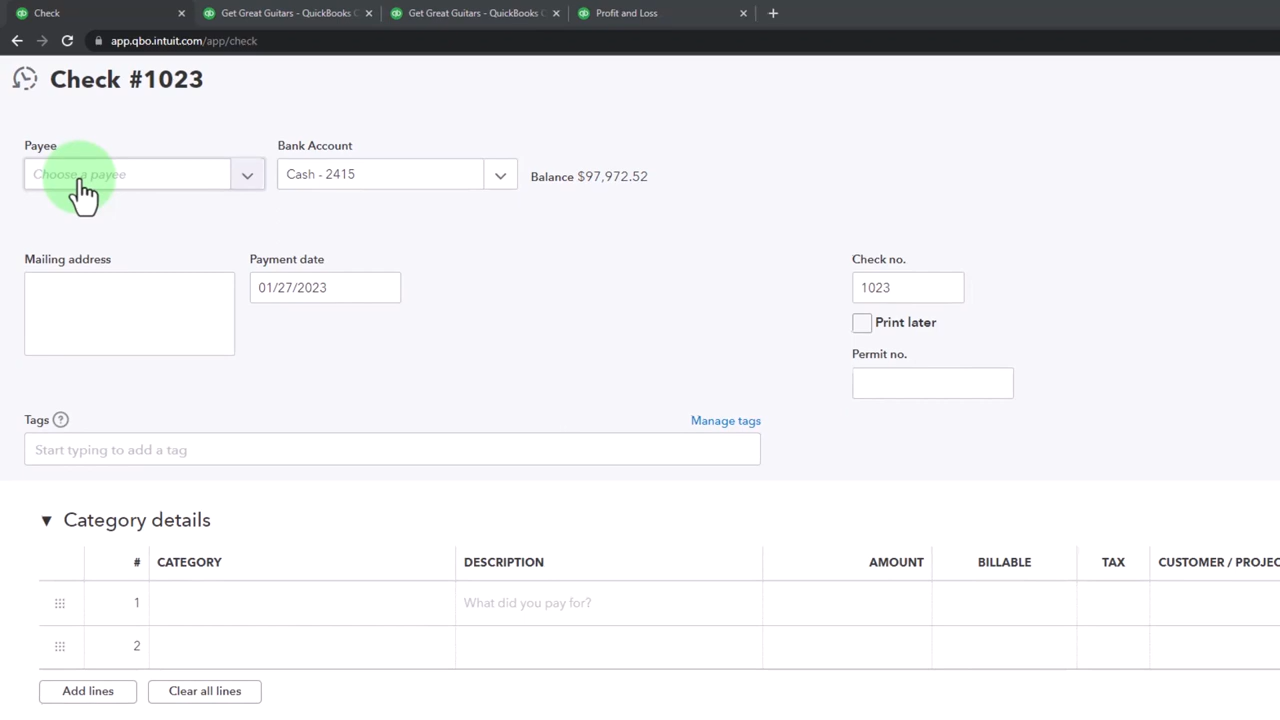 Check
Get Great Guitars - QuickBooks
Get Great Guitars - QuickBooks
Profit and Loss
app.qbo.intuit.com/app/check
Check #1023
Payee
Bank Account
Choose a payee
Cash - 2415
Balance $97,972.52
Mailing address
Payment date
Check no.
01/27/2023
1023
Print later
Permit no.
Tags ?
Manage tags
Start typing to add a tag
Category details
# CATEGORY DESCRIPTION AMOUNT BILLABLE TAX CUSTOMER / PROJEC
1 What did you pay for?
2
Add lines
Clear all lines